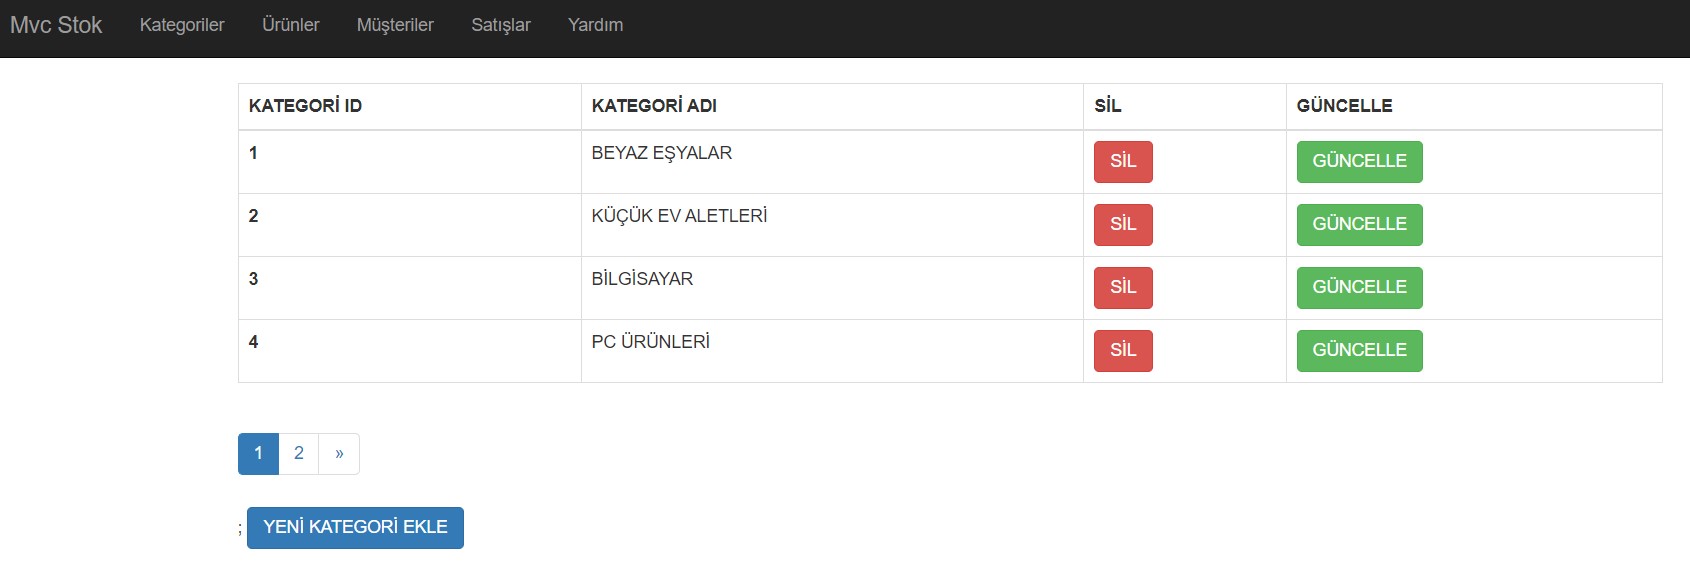 Mvc Stok Kategoriler Ürünler Müşteriler Satışlar Yardım
KATEGORİ ID KATEGORİ ADI SİL GÜNCELLE
1 BEYAZ EŞYALAR SİL GÜNCELLE
2 KÜÇÜK EV ALETLERİ SİL GÜNCELLE
3 BİLGİSAYAR SİL GÜNCELLE
4 PC ÜRÜNLERİ SİL GÜNCELLE
1 2 »
; YENİ KATEGORİ EKLE